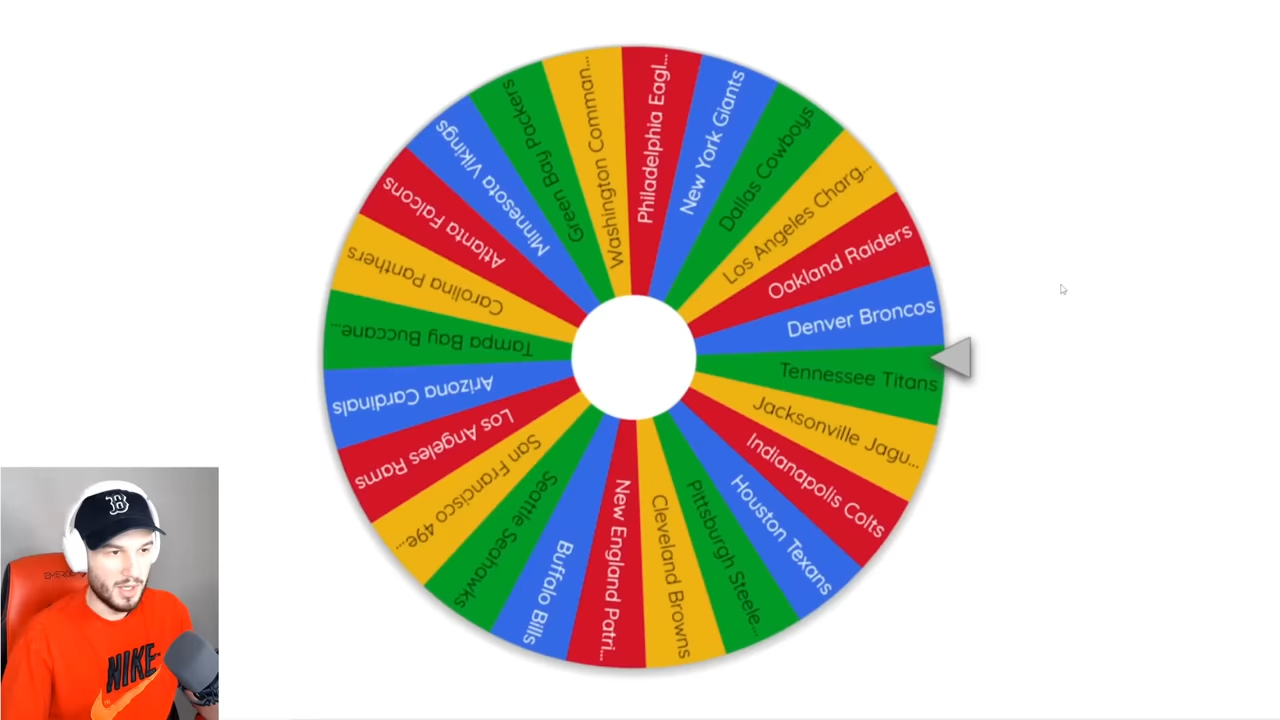 Philadelphia Eagl...
New York Giants
Dallas Cowboys
Los Angeles Charg...
Oakland Raiders
Denver Broncos
Tennessee Titans
Jacksonville Jagu...
Indianapolis Colts
Houston Texans
Pittsburgh Steele...
Cleveland Browns
New England Patri...
Buffalo Bills
Seattle Seahawks
San Francisco 49e...
Los Angeles Rams
Arizona Cardinals
Tampa Bay Buccane...
Carolina Panthers
Atlanta Falcons
Minnesota Vikings
Green Bay Packers
Washington Comman...
B
NIKE